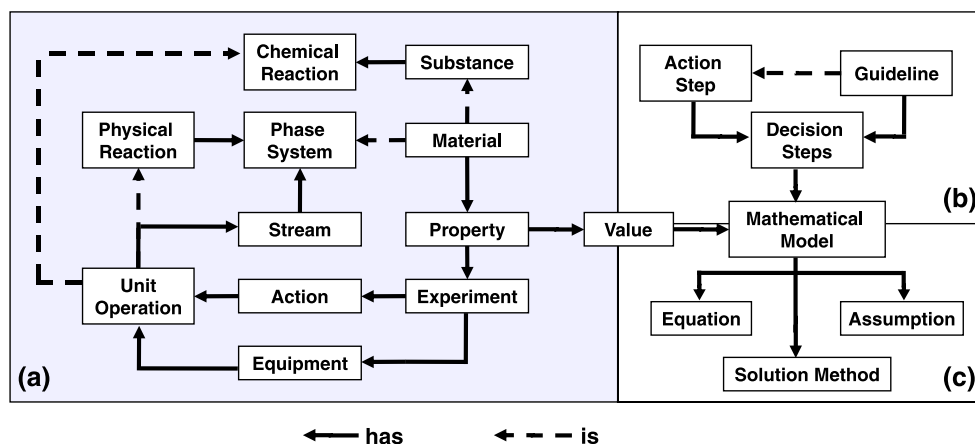 Chemical
Reaction
Substance
Physical
Reaction
Phase
System
Material
Stream
Property
Value
Unit
Operation
Action
Experiment
Equipment
(a)
Action
Step
Guideline
Decision
Steps
(b)
Mathematical
Model
Equation
Assumption
Solution Method
(c)
has
is